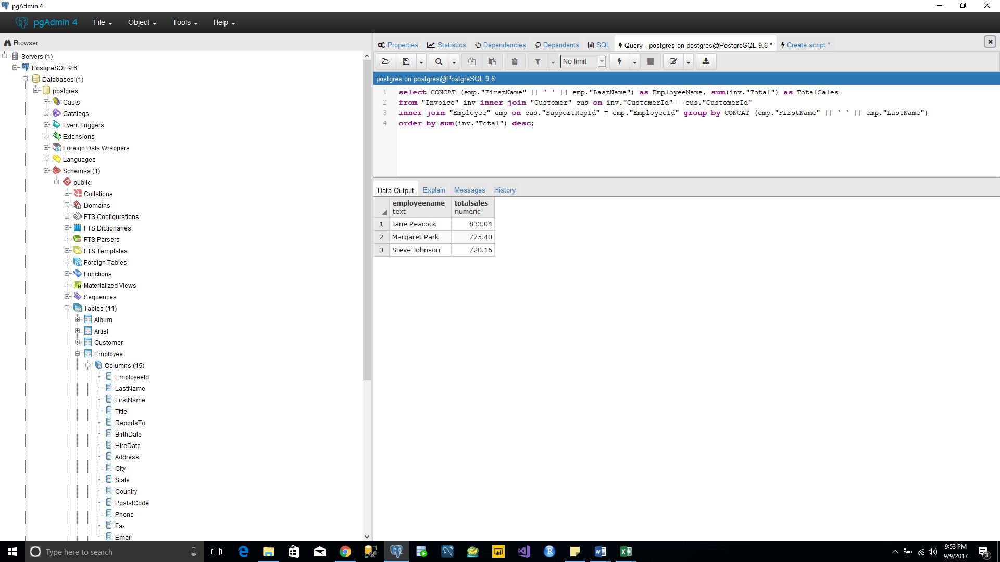 pgAdmin 4
pgAdmin 4 File Object Tools Help
Browser
Servers (1)
PostgreSQL 9.6
Databases (1)
postgres
Casts
Catalogs
Event Triggers
Extensions
Foreign Data Wrappers
Languages
Schemas (1)
public
Collations
Domains
FTS Configurations
FTS Dictionaries
FTS Parsers
FTS Templates
Foreign Tables
Functions
Materialized Views
Sequences
Tables (11)
Album
Artist
Customer
Employee
Columns (15)
EmployeeId
LastName
FirstName
Title
ReportsTo
BirthDate
HireDate
Address
City
State
Country
PostalCode
Phone
Fax
Email
Properties Statistics Dependencies Dependents SQL Query - postgres on postgres@PostgreSQL 9.6 * Create script *
No limit
postgres on postgres@PostgreSQL 9.6
1 select CONCAT (emp."FirstName" || ' ' || emp."LastName") as EmployeeName, sum(inv."Total") as TotalSales
2 from "Invoice" inv inner join "Customer" cus on inv."CustomerId" = cus."CustomerId"
3 inner join "Employee" emp on cus."SupportRepId" = emp."EmployeeId" group by CONCAT (emp."FirstName" || ' ' || emp."LastName")
4 order by sum(inv."Total") desc;
Data Output Explain Messages History
employeename totalsales
text numeric
1 Jane Peacock 833.04
2 Margaret Park 775.40
3 Steve Johnson 720.16
Type here to search
9:53 PM
9/9/2017
3